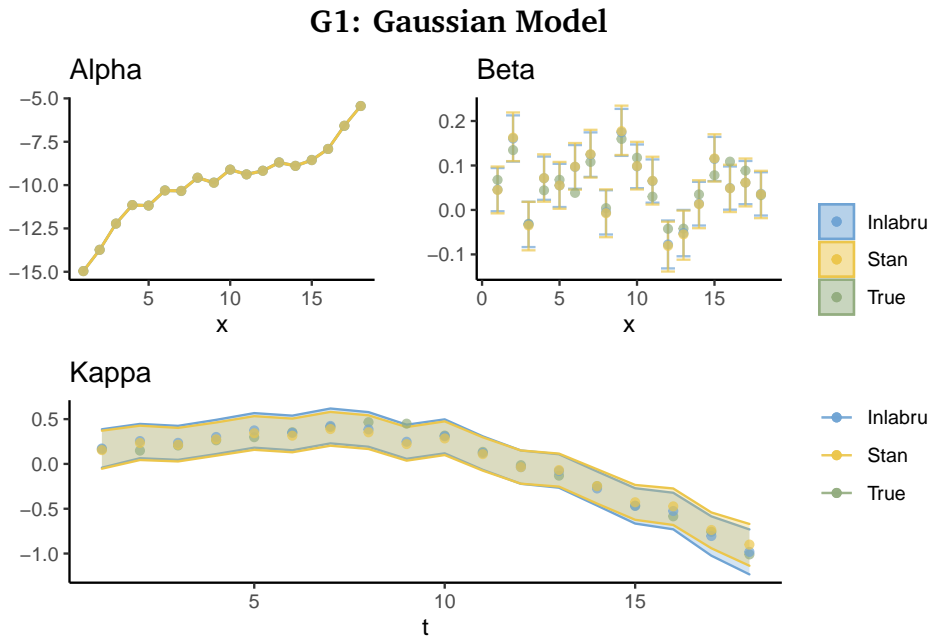 G1: Gaussian Model
Alpha
−5.0
−7.5
−10.0
−12.5
−15.0
5 10 15
x
Beta
0.2
0.1
0.0
−0.1
0 5 10 15
x
Inlabru
Stan
True
Kappa
0.5
0.0
−0.5
−1.0
5 10 15
t
Inlabru
Stan
True